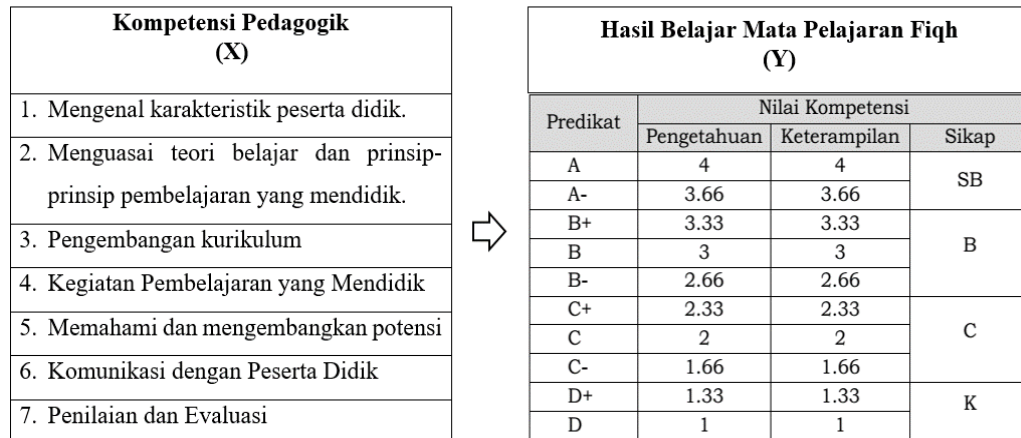 Kompetensi Pedagogik
(X)
1. Mengenal karakteristik peserta didik.
2. Menguasai teori belajar dan prinsip-
prinsip pembelajaran yang mendidik.
3. Pengembangan kurikulum
4. Kegiatan Pembelajaran yang Mendidik
5. Memahami dan mengembangkan potensi
6. Komunikasi dengan Peserta Didik
7. Penilaian dan Evaluasi
Hasil Belajar Mata Pelajaran Fiqh
(Y)
Predikat Nilai Kompetensi
Pengetahuan Keterampilan Sikap
A 4 4 SB
A- 3.66 3.66
B+ 3.33 3.33
B 3 3 B
B- 2.66 2.66
C+ 2.33 2.33
C 2 2 C
C- 1.66 1.66
D+ 1.33 1.33 K
D 1 1